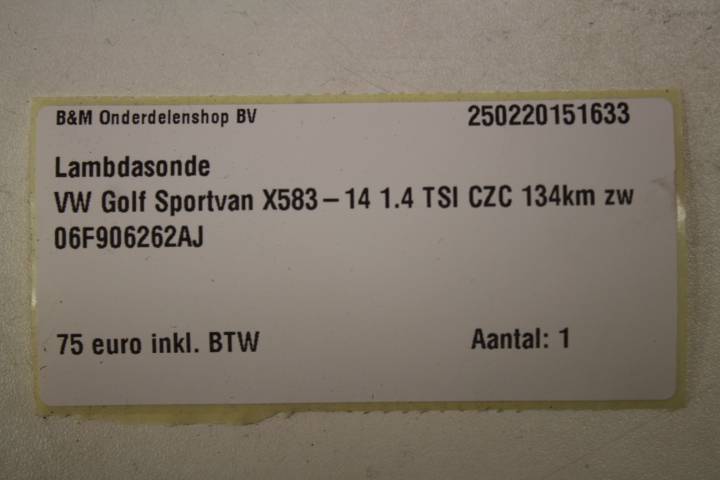 B&M Onderdelenshop BV 250220151633
Lambdasonde
VW Golf Sportvan X583-14 1.4 TSI CZC 134km zw
06F906262AJ
75 euro inkl. BTW Aantal: 1